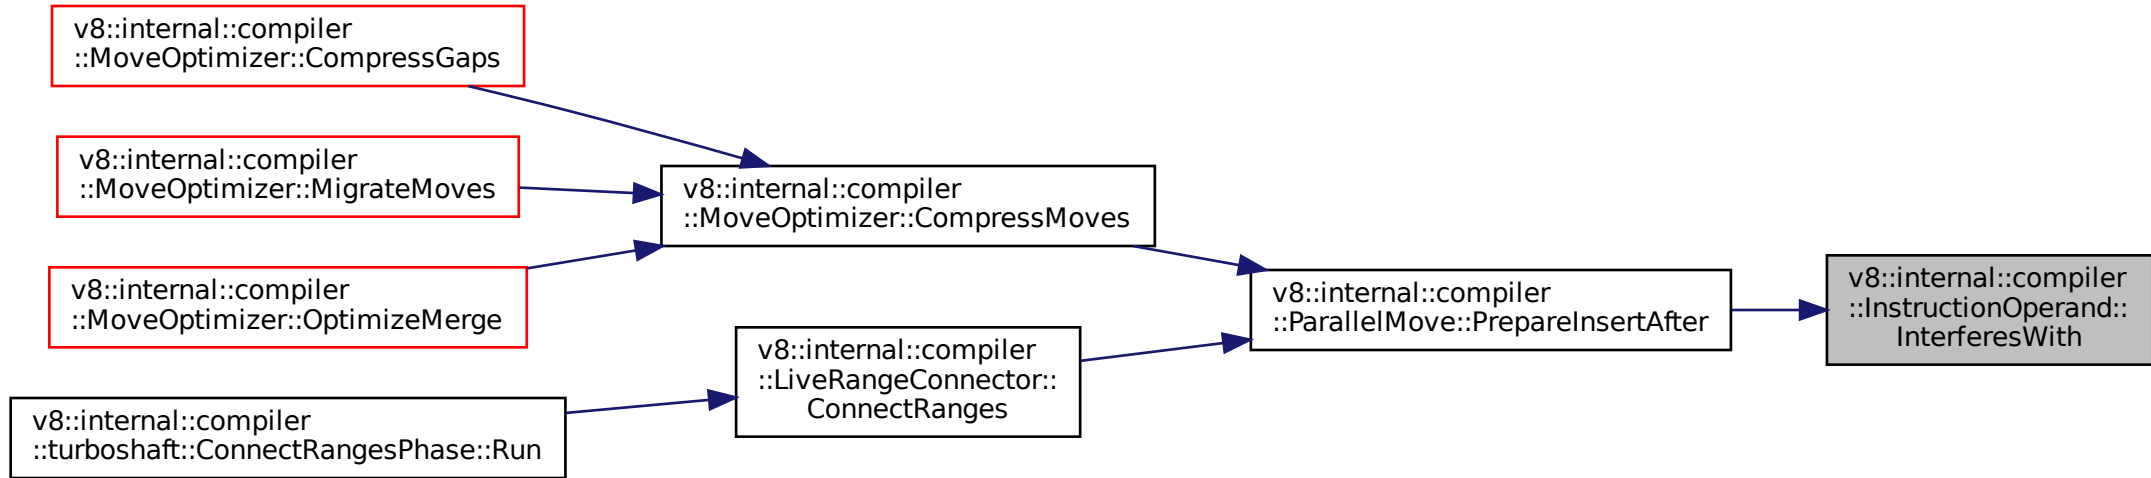 v8::internal::compiler
::MoveOptimizer::CompressGaps
v8::internal::compiler
::MoveOptimizer::MigrateMoves
v8::internal::compiler
::MoveOptimizer::OptimizeMerge
v8::internal::compiler
::turboshaft::ConnectRangesPhase::Run
v8::internal::compiler
::MoveOptimizer::CompressMoves
v8::internal::compiler
::LiveRangeConnector::
ConnectRanges
v8::internal::compiler
::ParallelMove::PrepareInsertAfter
v8::internal::compiler
::InstructionOperand::
InterferesWith